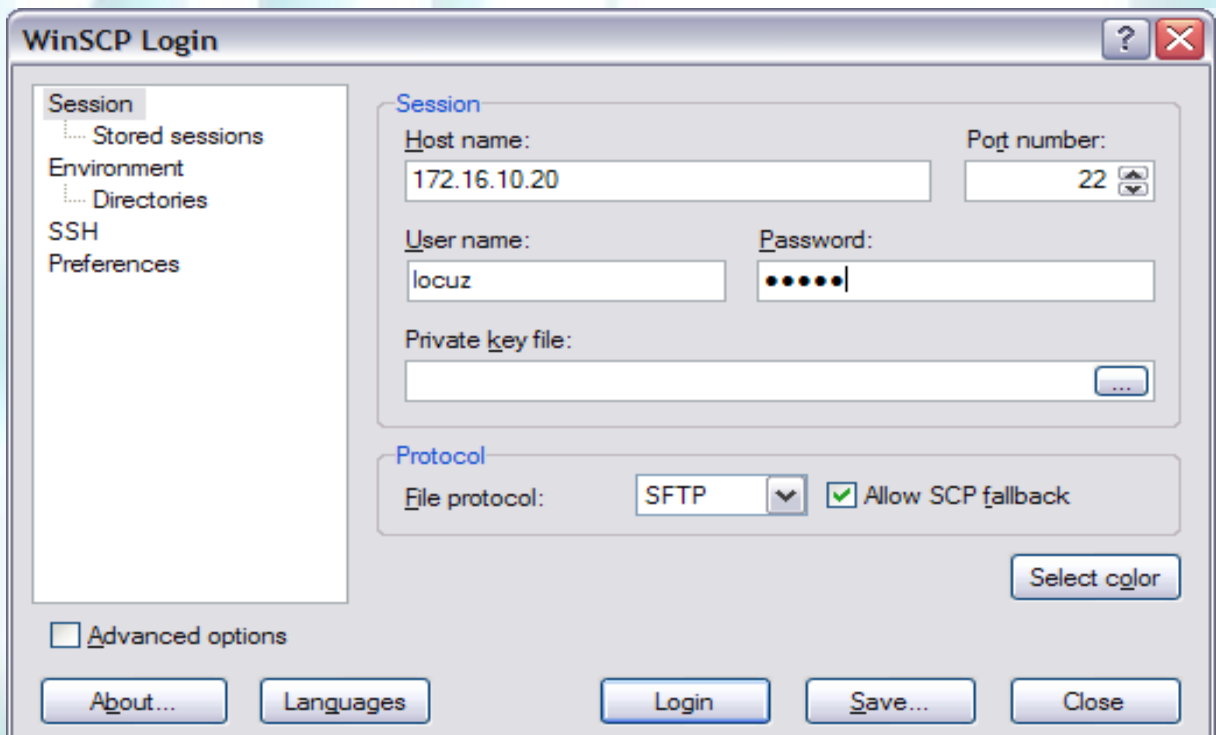 WinSCP Login
?
Session
Stored sessions
Environment
Directories
SSH
Preferences
Session
Host name:
Port number:
172.16.10.20
22
User name:
Password:
locuz
●●●●●
Private key file:
...
Protocol
File protocol:
SFTP
Allow SCP fallback
Select color
Advanced options
About...
Languages
Login
Save...
Close